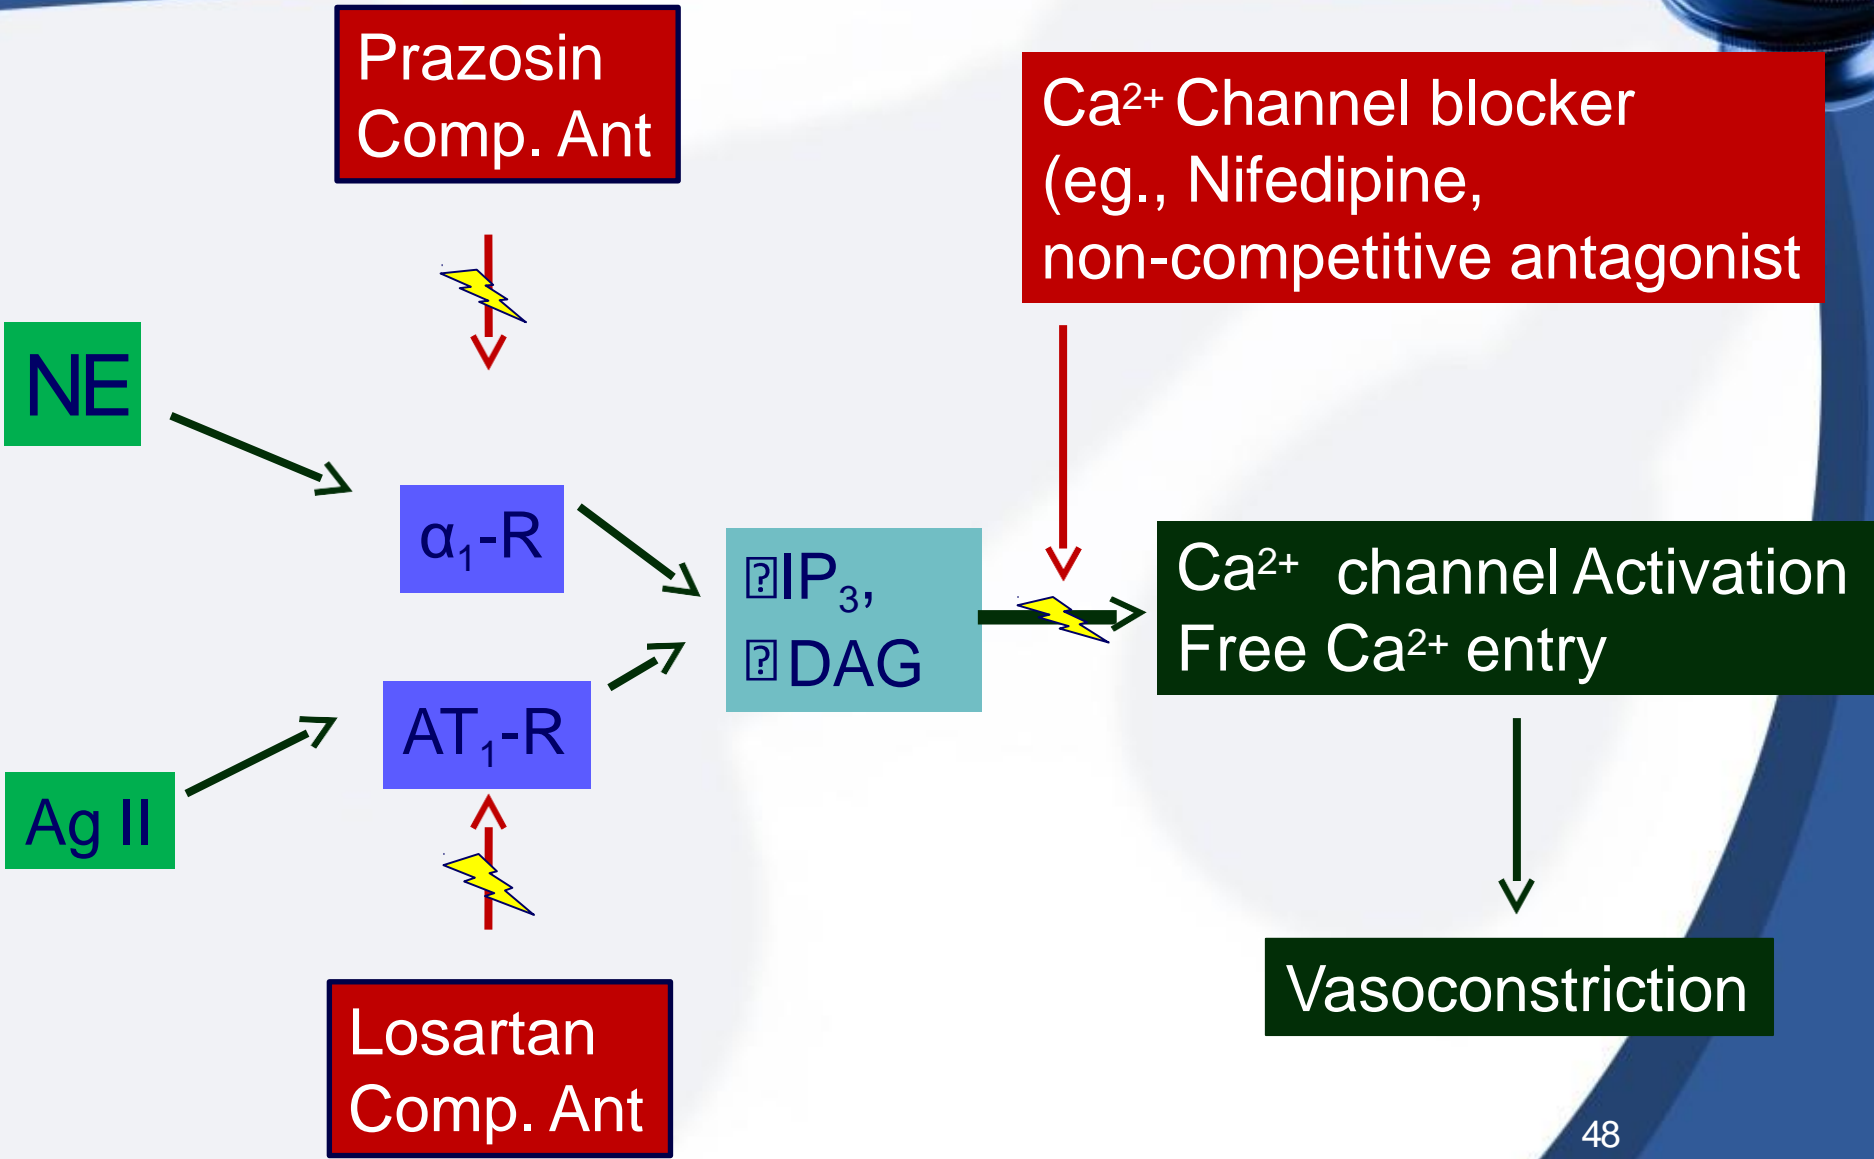 Prazosin
Comp. Ant
Ca²⁺ Channel blocker
(eg., Nifedipine,
non-competitive antagonist
NE
α₁-R
IP₃,
DAG
Ca²⁺ channel Activation
Free Ca²⁺ entry
AT₁-R
Ag II
Vasoconstriction
Losartan
Comp. Ant
48